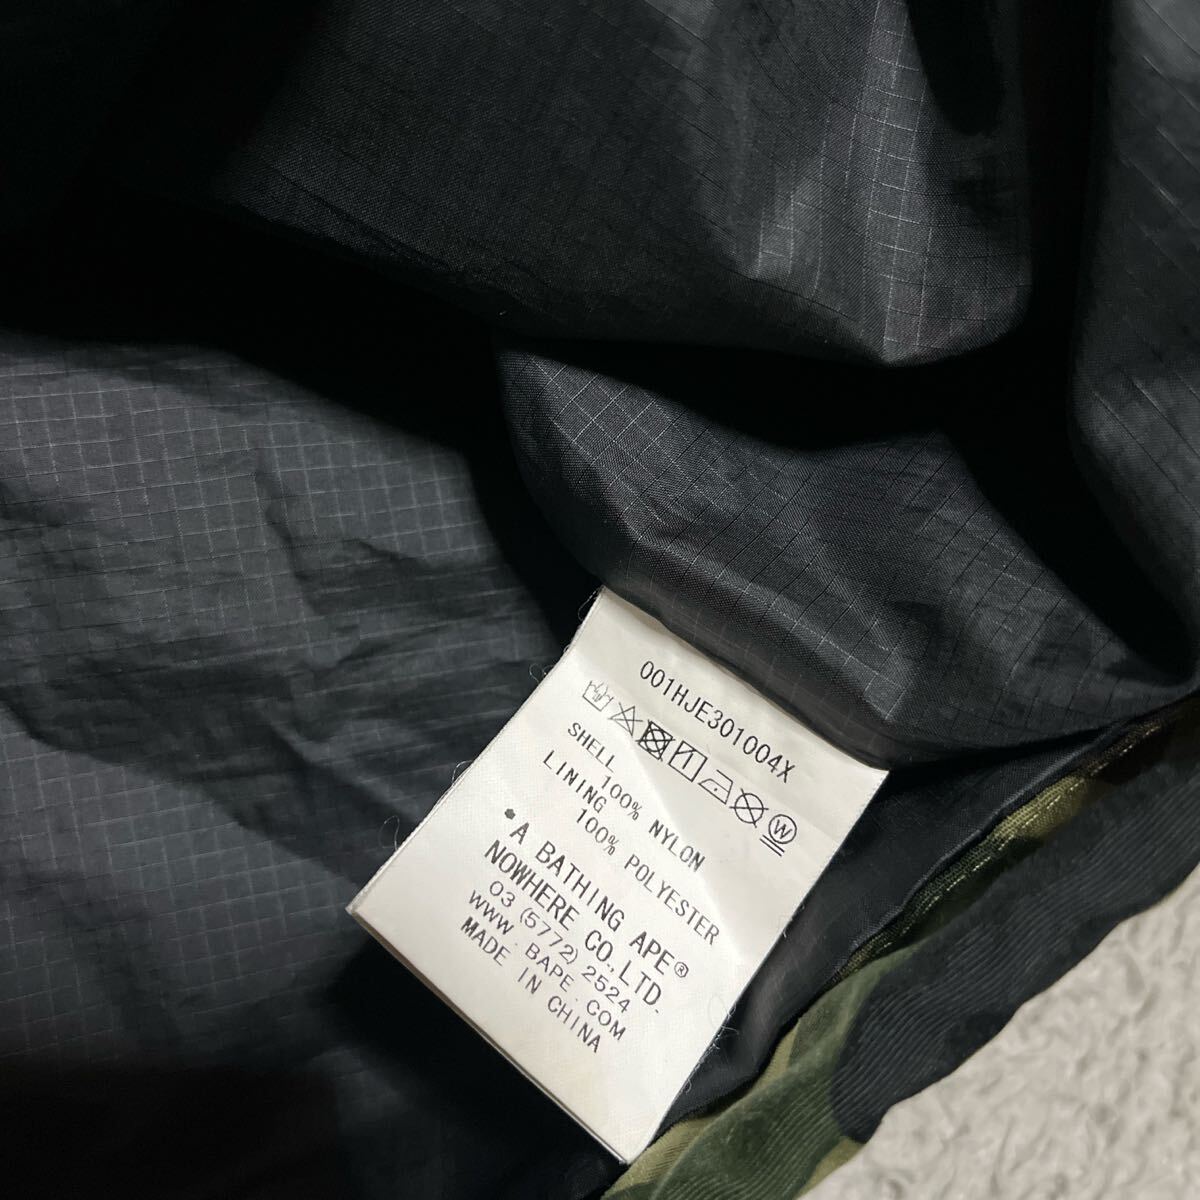 001HJE301004X
W
SHELL
100% NYLON
LINING
100% POLYESTER
A BATHING APE®
NOWHERE CO., LTD.
03 (5772) 2524
WWW. BAPE. COM
MADE IN CHINA